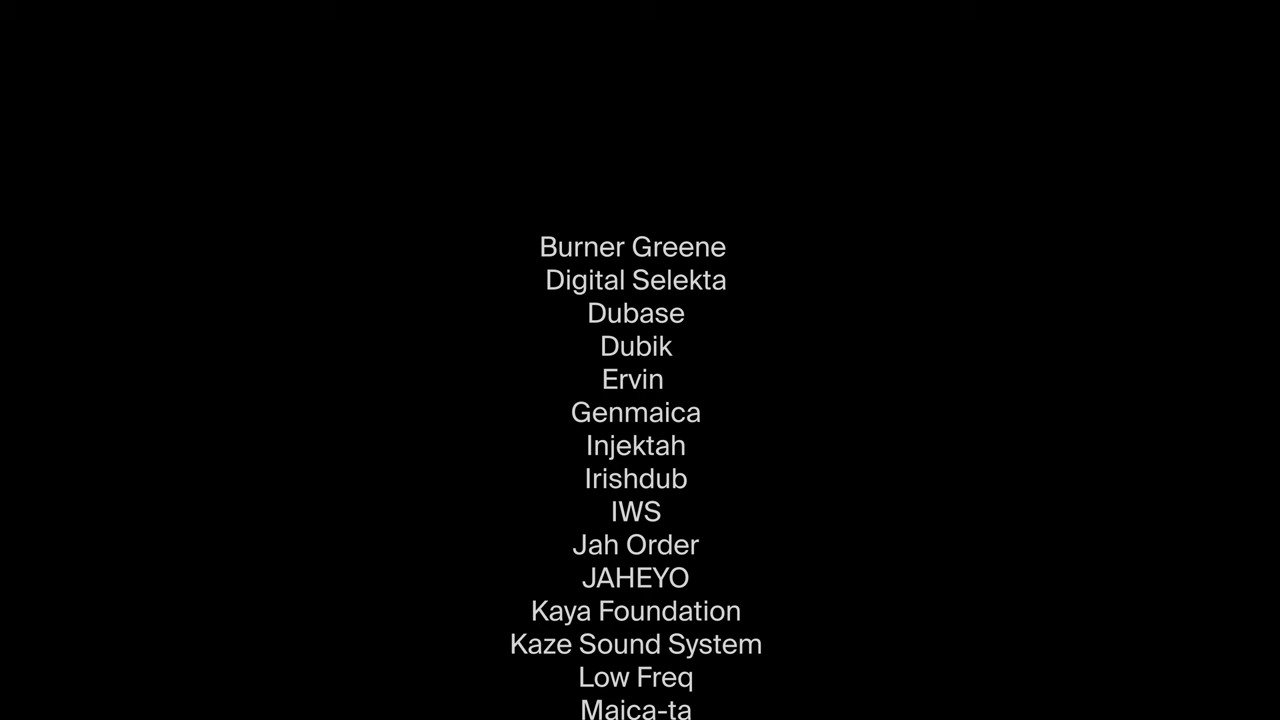 Burner Greene
Digital Selekta
Dubase
Dubik
Ervin
Genmaica
Injektah
Irishdub
IWS
Jah Order
JAHEYO
Kaya Foundation
Kaze Sound System
Low Freq
Maica-ta